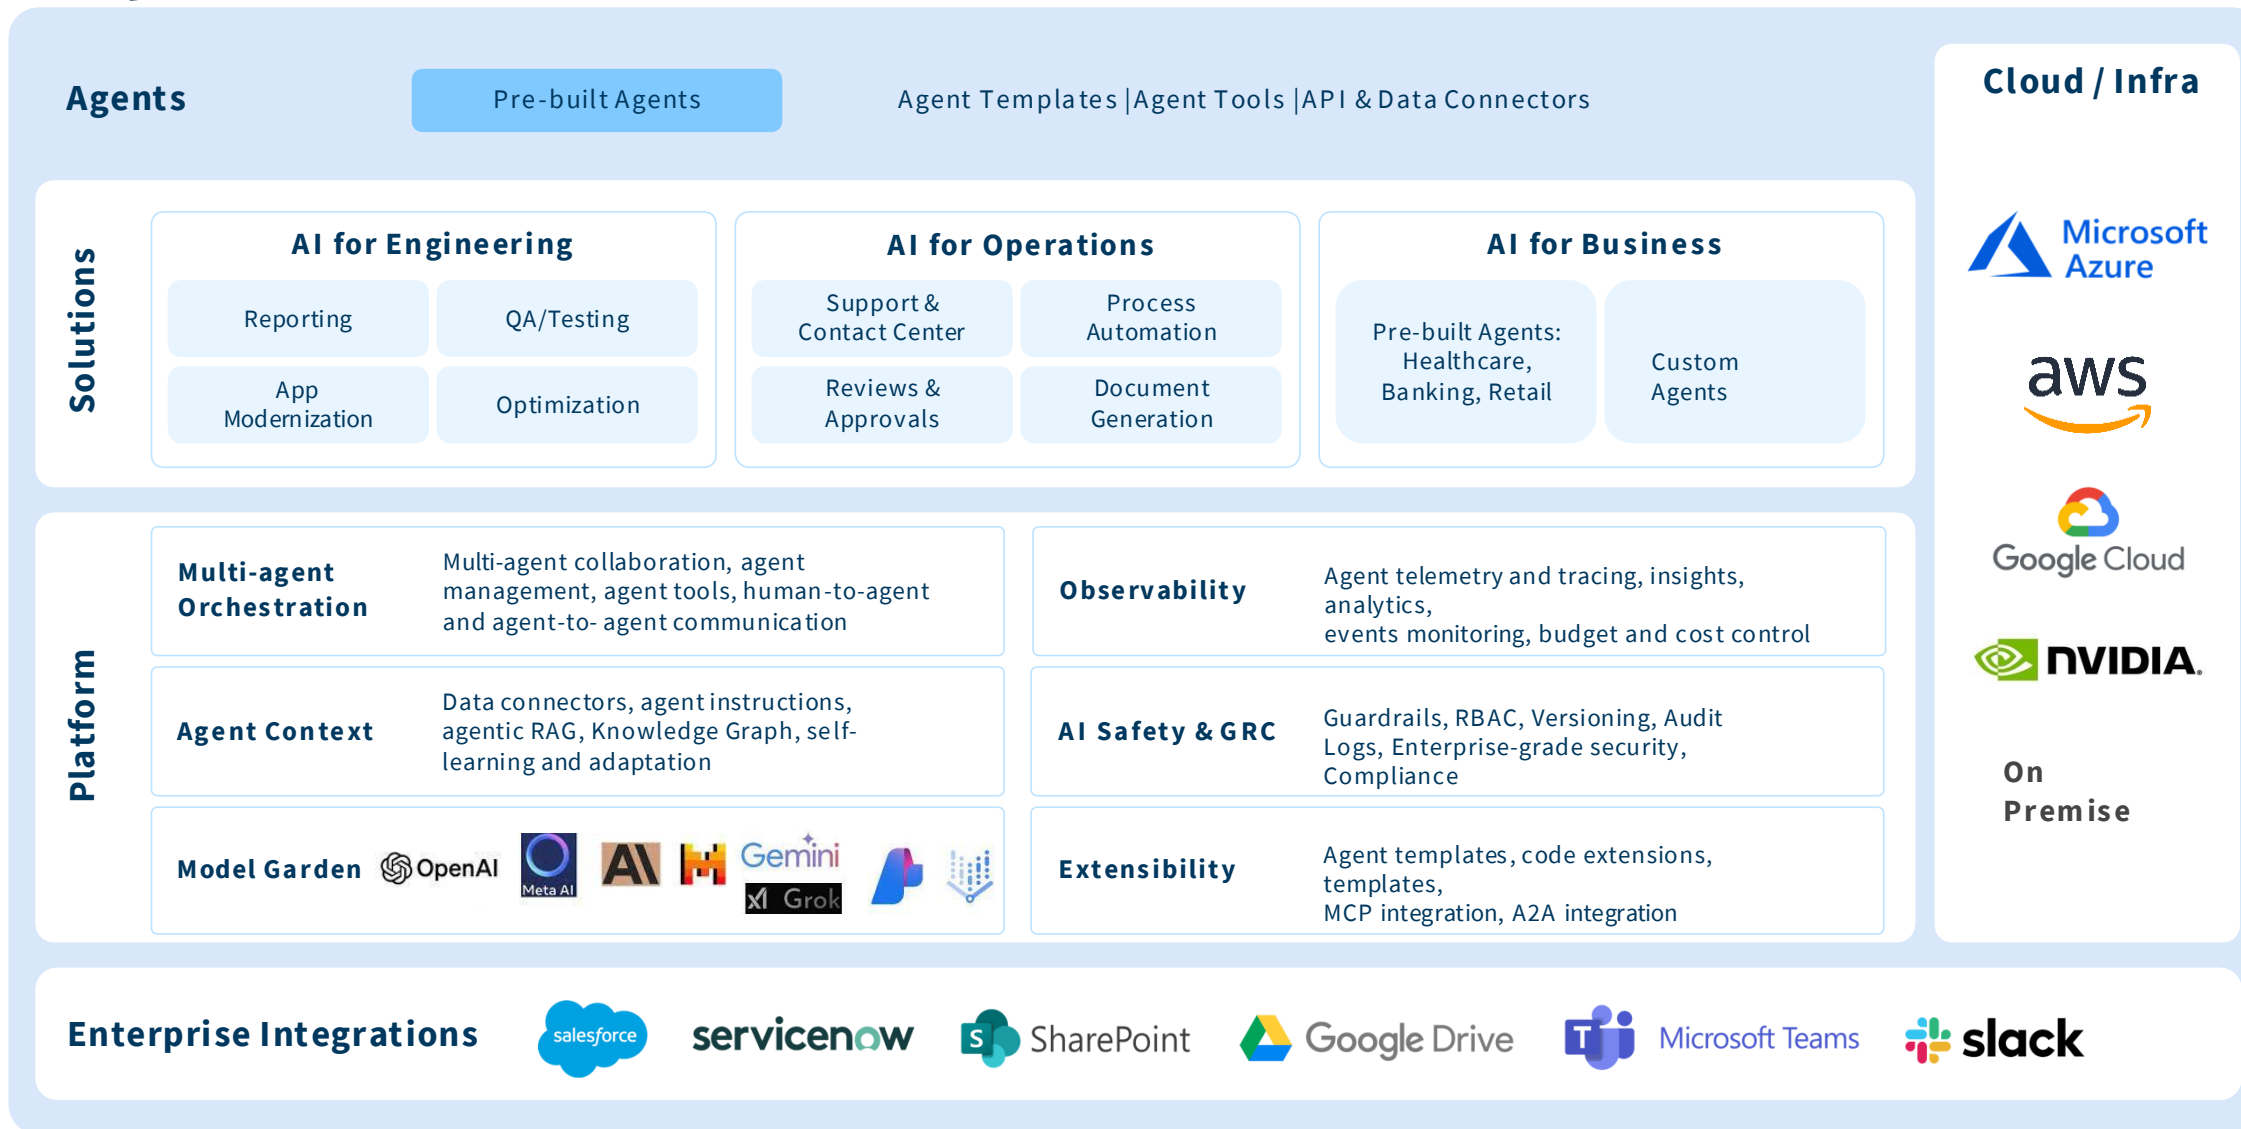 Agents
Pre-built Agents
Agent Templates |Agent Tools |API & Data Connectors
Cloud / Infra
Microsoft
Azure
aws
Google Cloud
NVIDIA.
On
Premise
Solutions
AI for Engineering
Reporting
QA/Testing
App
Modernization
Optimization
AI for Operations
Support &
Contact Center
Process
Automation
Reviews &
Approvals
Document
Generation
AI for Business
Pre-built Agents:
Healthcare,
Banking, Retail
Custom
Agents
Platform
Multi-agent
Orchestration
Multi-agent collaboration, agent
management, agent tools, human-to-agent
and agent-to- agent communication
Observability
Agent telemetry and tracing, insights,
analytics,
events monitoring, budget and cost control
Agent Context
Data connectors, agent instructions,
agentic RAG, Knowledge Graph, self-
learning and adaptation
AI Safety & GRC
Guardrails, RBAC, Versioning, Audit
Logs, Enterprise-grade security,
Compliance
Model Garden
OpenAI
Meta AI
AI
Gemini
xI Grok
Extensibility
Agent templates, code extensions,
templates,
MCP integration, A2A integration
Enterprise Integrations
salesforce
servicenow
S SharePoint
Google Drive
T Microsoft Teams
slack